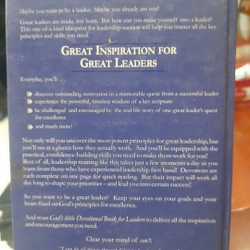 Maybe you want to be a leader. Maybe you already are one!
Great leaders are made, not born. But how can you make yourself into a leader?
This one-of-a-kind blueprint for leadership success will help you master all the key
principles and skills you need.
GREAT INSPIRATION FOR
GREAT LEADERS
Everyday, you'll
discover outstanding motivation in a memorable quote from a successful leader
experience the powerful, timeless wisdom of a key scripture
be challenged and encouraged by the real life story of one great leader's quest
for excellence
and much more!
Not only will you uncover the most potent principles for great leadership, but
you'll see at a glance how they actually work. And you'll be equipped with the
practical, confidence-building skills you need to make them work for you!
Best of all, leadership training like this takes just a few moments a day as you
learn from those who have experienced leadership first hand! Devotions are
each complete on one page for quick reading. But their impact will work all
day long to shape your priorities – and lead you into certain success!
So you want to be a great leader? Keep your eyes on your goals and your
heart fixed on God's principles for excellence.
And trust God's little Devotional Book for Leaders to deliver all the inspiration
and encouragement you need.
Clear your mind of can't.